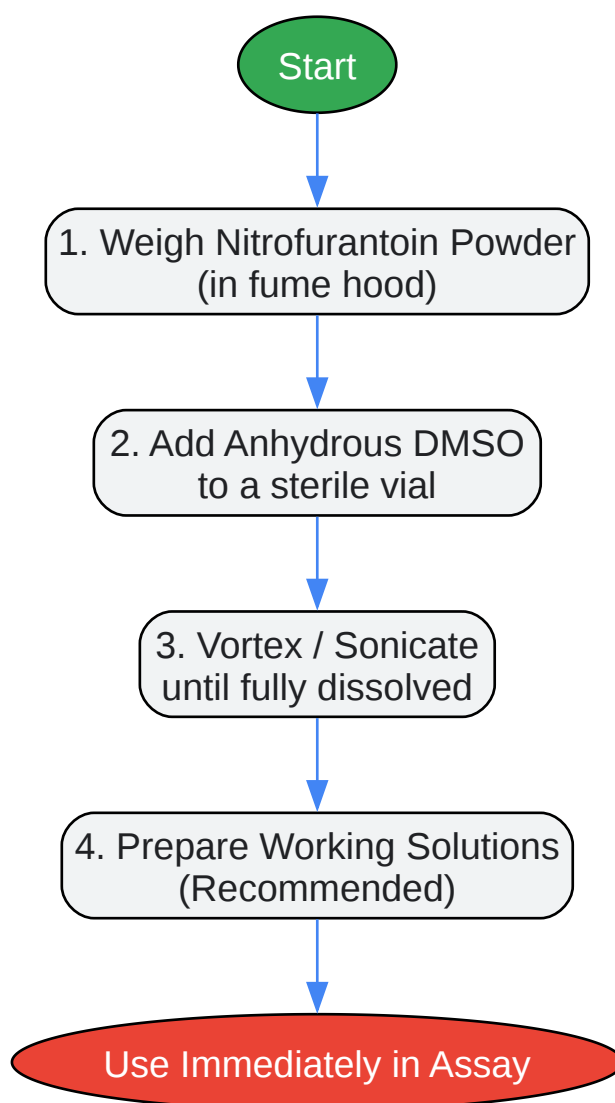 Start
1. Weigh Nitrofurantoin Powder
(in fume hood)
2. Add Anhydrous DMSO
to a sterile vial
3. Vortex / Sonicate
until fully dissolved
4. Prepare Working Solutions
(Recommended)
Use Immediately in Assay